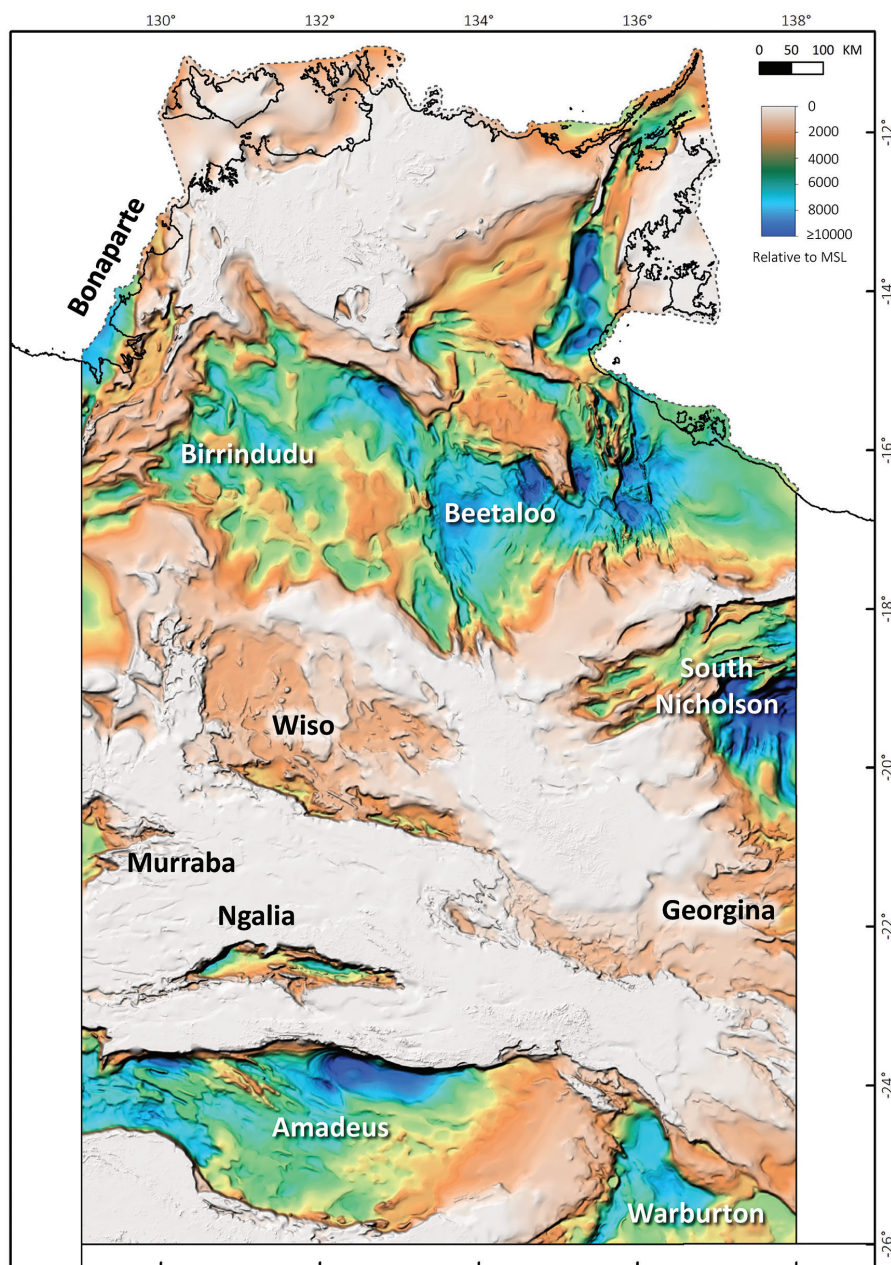 130° 132° 134° 136° 138°
0 50 100 KM
0
2000
4000
6000
8000
≥10000
Relative to MSL
-12°
-14°
-16°
-18°
-20°
-22°
-24°
-26°
Bonaparte
Birrindudu
Beetaloo
South
Nicholson
Wiso
Murraba
Ngalia
Georgina
Amadeus
Warburton